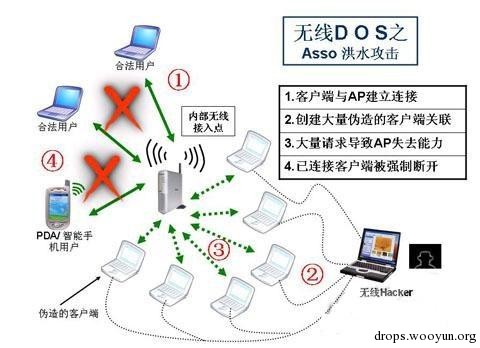 无线D O S之
Asso 洪水攻击
合法用户
①
合法用户
内部无线
接入点
1.客户端与AP建立连接
2.创建大量伪造的客户端关联
3.大量请求导致AP失去能力
4.已连接客户端被强制断开
④
PDA/ 智能手
机用户
③
②
无线Hacker
伪造的客户端
drops.wooyun.org